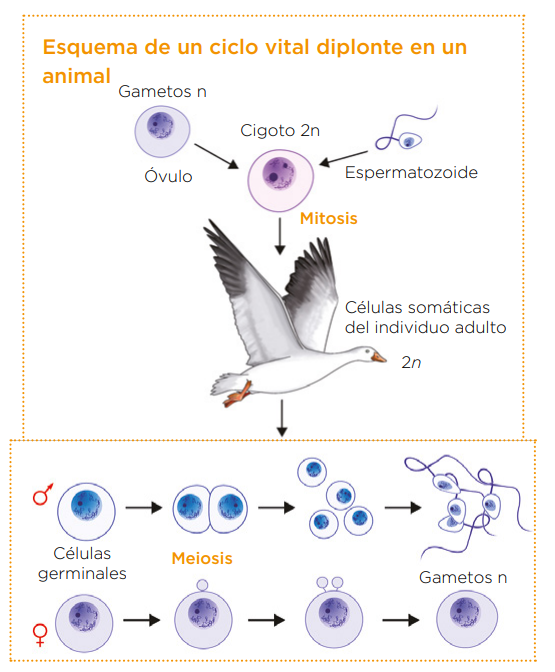 Esquema de un ciclo vital diplonte en un
animal
Gametos n
Cigoto 2n
Óvulo
Espermatozoide
Mitosis
Células somáticas
del individuo adulto
2n
♂
Células
germinales
Meiosis
Gametos n
♀